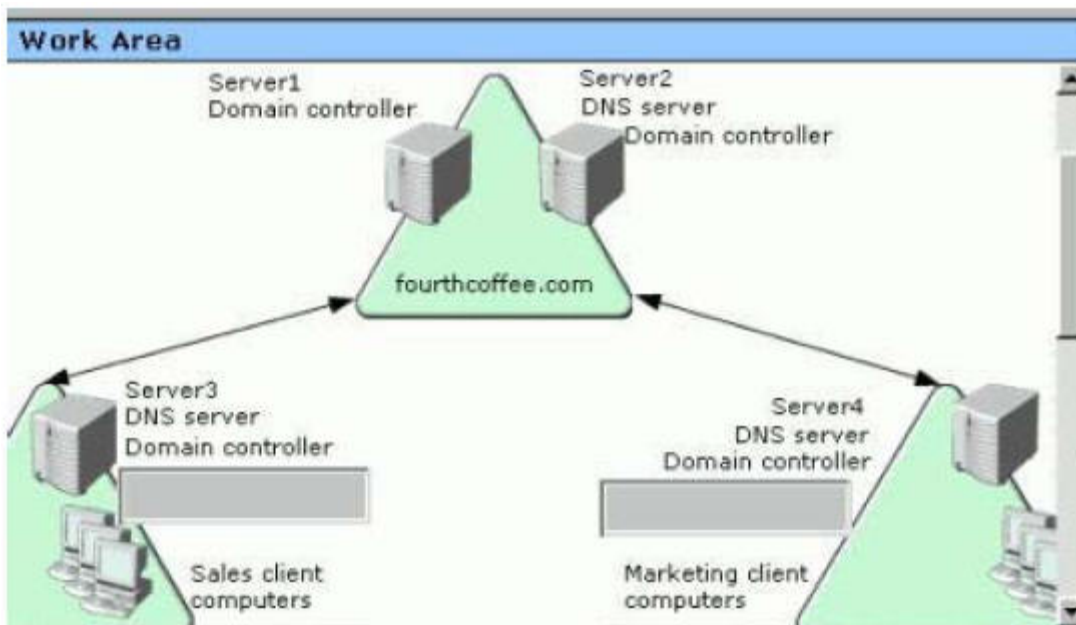 Work Area
Server1
Domain controller
Server2
DNS server
Domain controller
fourthcoffee.com
Server3
DNS server
Domain controller
Server4
DNS server
Domain controller
Sales client
computers
Marketing client
computers